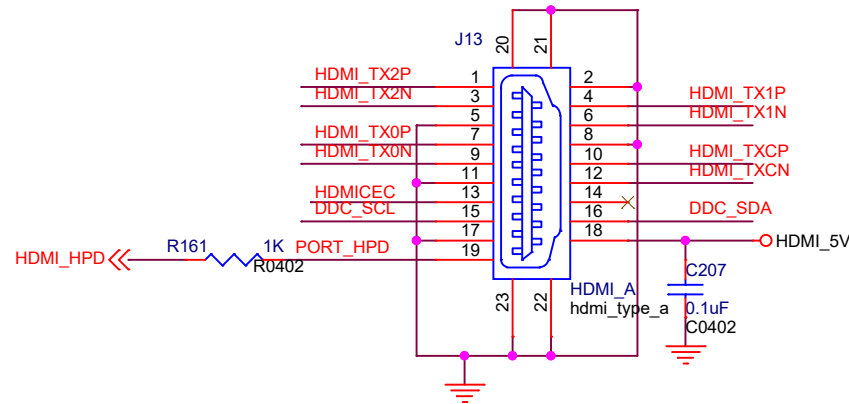 J13
20
21
HDMI_TX2P
1
2
HDMI_TX2N
3
4
HDMI_TX1P
5
6
HDMI_TX1N
HDMI_TX0P
7
8
HDMI_TX0N
9
10
HDMI_TXCP
11
12
HDMI_TXCN
HDMICEC
13
14
DDC_SCL
15
16
DDC_SDA
17
18
HDMI_5V
HDMI_HPD
R161
1K
R0402
PORT_HPD
19
C207
0.1uF
C0402
HDMI_A
hdmi_type_a
23
22